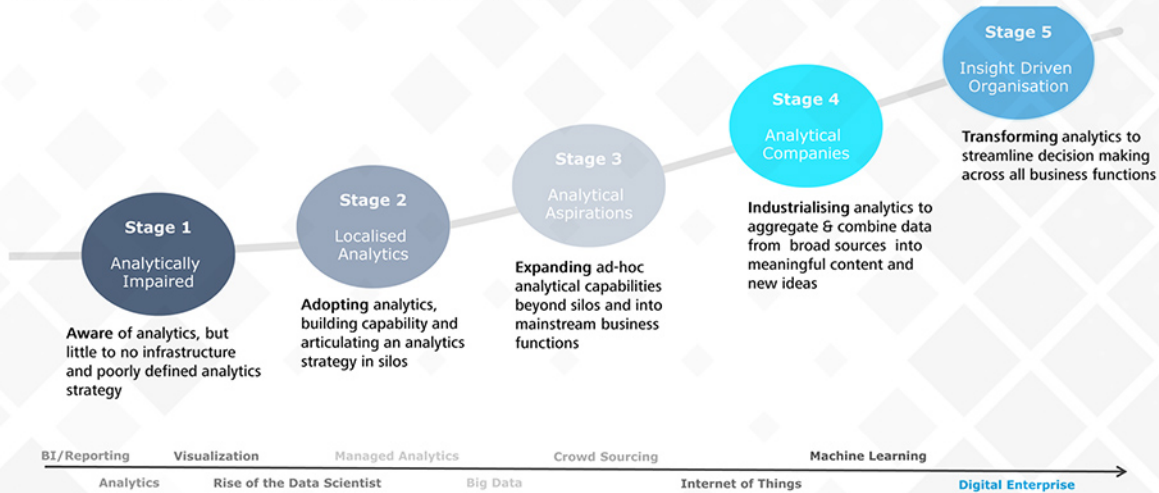 Stage 1
Analytically
Impaired
Aware of analytics, but
little to no infrastructure
and poorly defined analytics
strategy
Stage 2
Localised
Analytics
Adopting analytics,
building capability and
articulating an analytics
strategy in silos
Stage 3
Analytical
Aspirations
Expanding ad-hoc
analytical capabilities
beyond silos and into
mainstream business
functions
Stage 4
Analytical
Companies
Industrialising analytics to
aggregate & combine data
from broad sources into
meaningful content and
new ideas
Stage 5
Insight Driven
Organisation
Transforming analytics to
streamline decision making
across all business functions
BI/Reporting Visualization Managed Analytics Crowd Sourcing Machine Learning
Analytics Rise of the Data Scientist Big Data Internet of Things Digital Enterprise